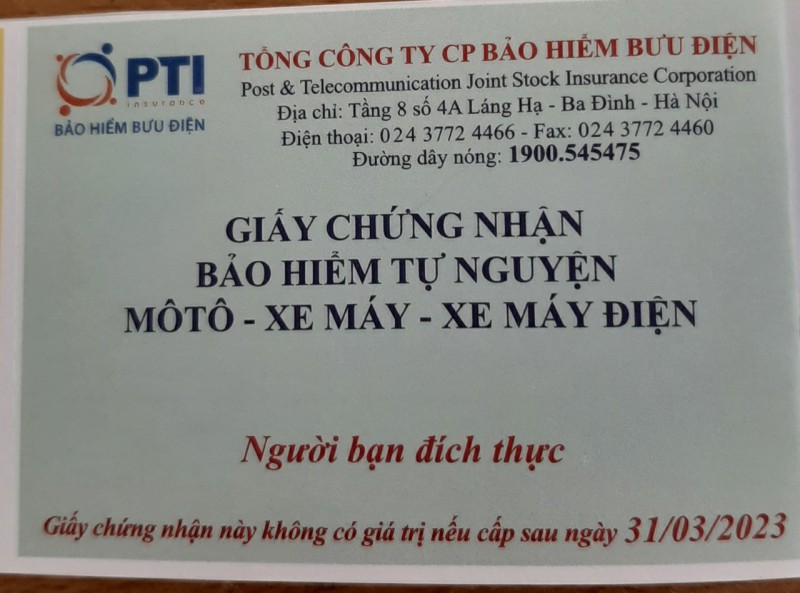 PTI
insurance
BẢO HIỂM BƯU ĐIỆN
TỔNG CÔNG TY CP BẢO HIỂM BƯU ĐIỆN
Post & Telecommunication Joint Stock Insurance Corporation
Địa chỉ: Tầng 8 số 4A Láng Hạ - Ba Đình - Hà Nội
Điện thoại: 024 3772 4466 - Fax: 024 3772 4460
Đường dây nóng: 1900.545475
GIẤY CHỨNG NHẬN
BẢO HIỂM TỰ NGUYỆN
MÔTÔ - XE MÁY - XE MÁY ĐIỆN
Người bạn đích thực
Giấy chứng nhận này không có giá trị nếu cấp sau ngày 31/03/2023